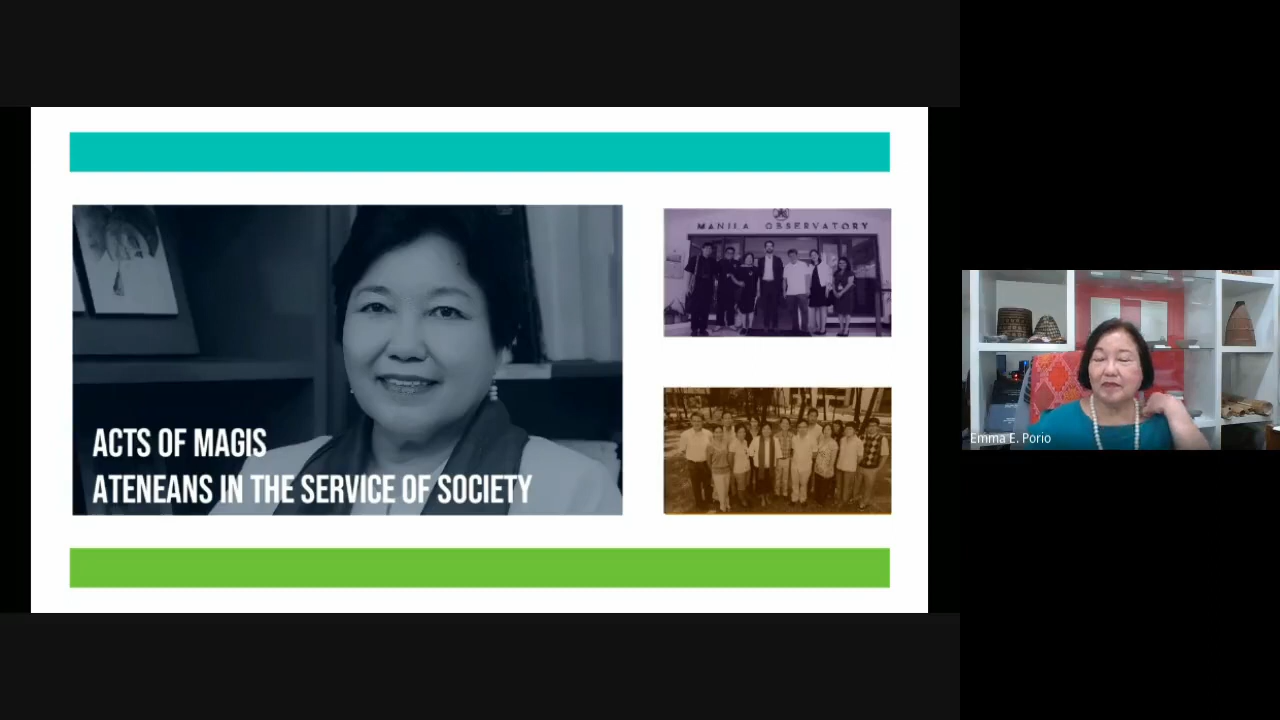 MANILA OBSERVATORY
ACTS OF MAGIS
ATENEANS IN THE SERVICE OF SOCIETY
Emma E. Porio